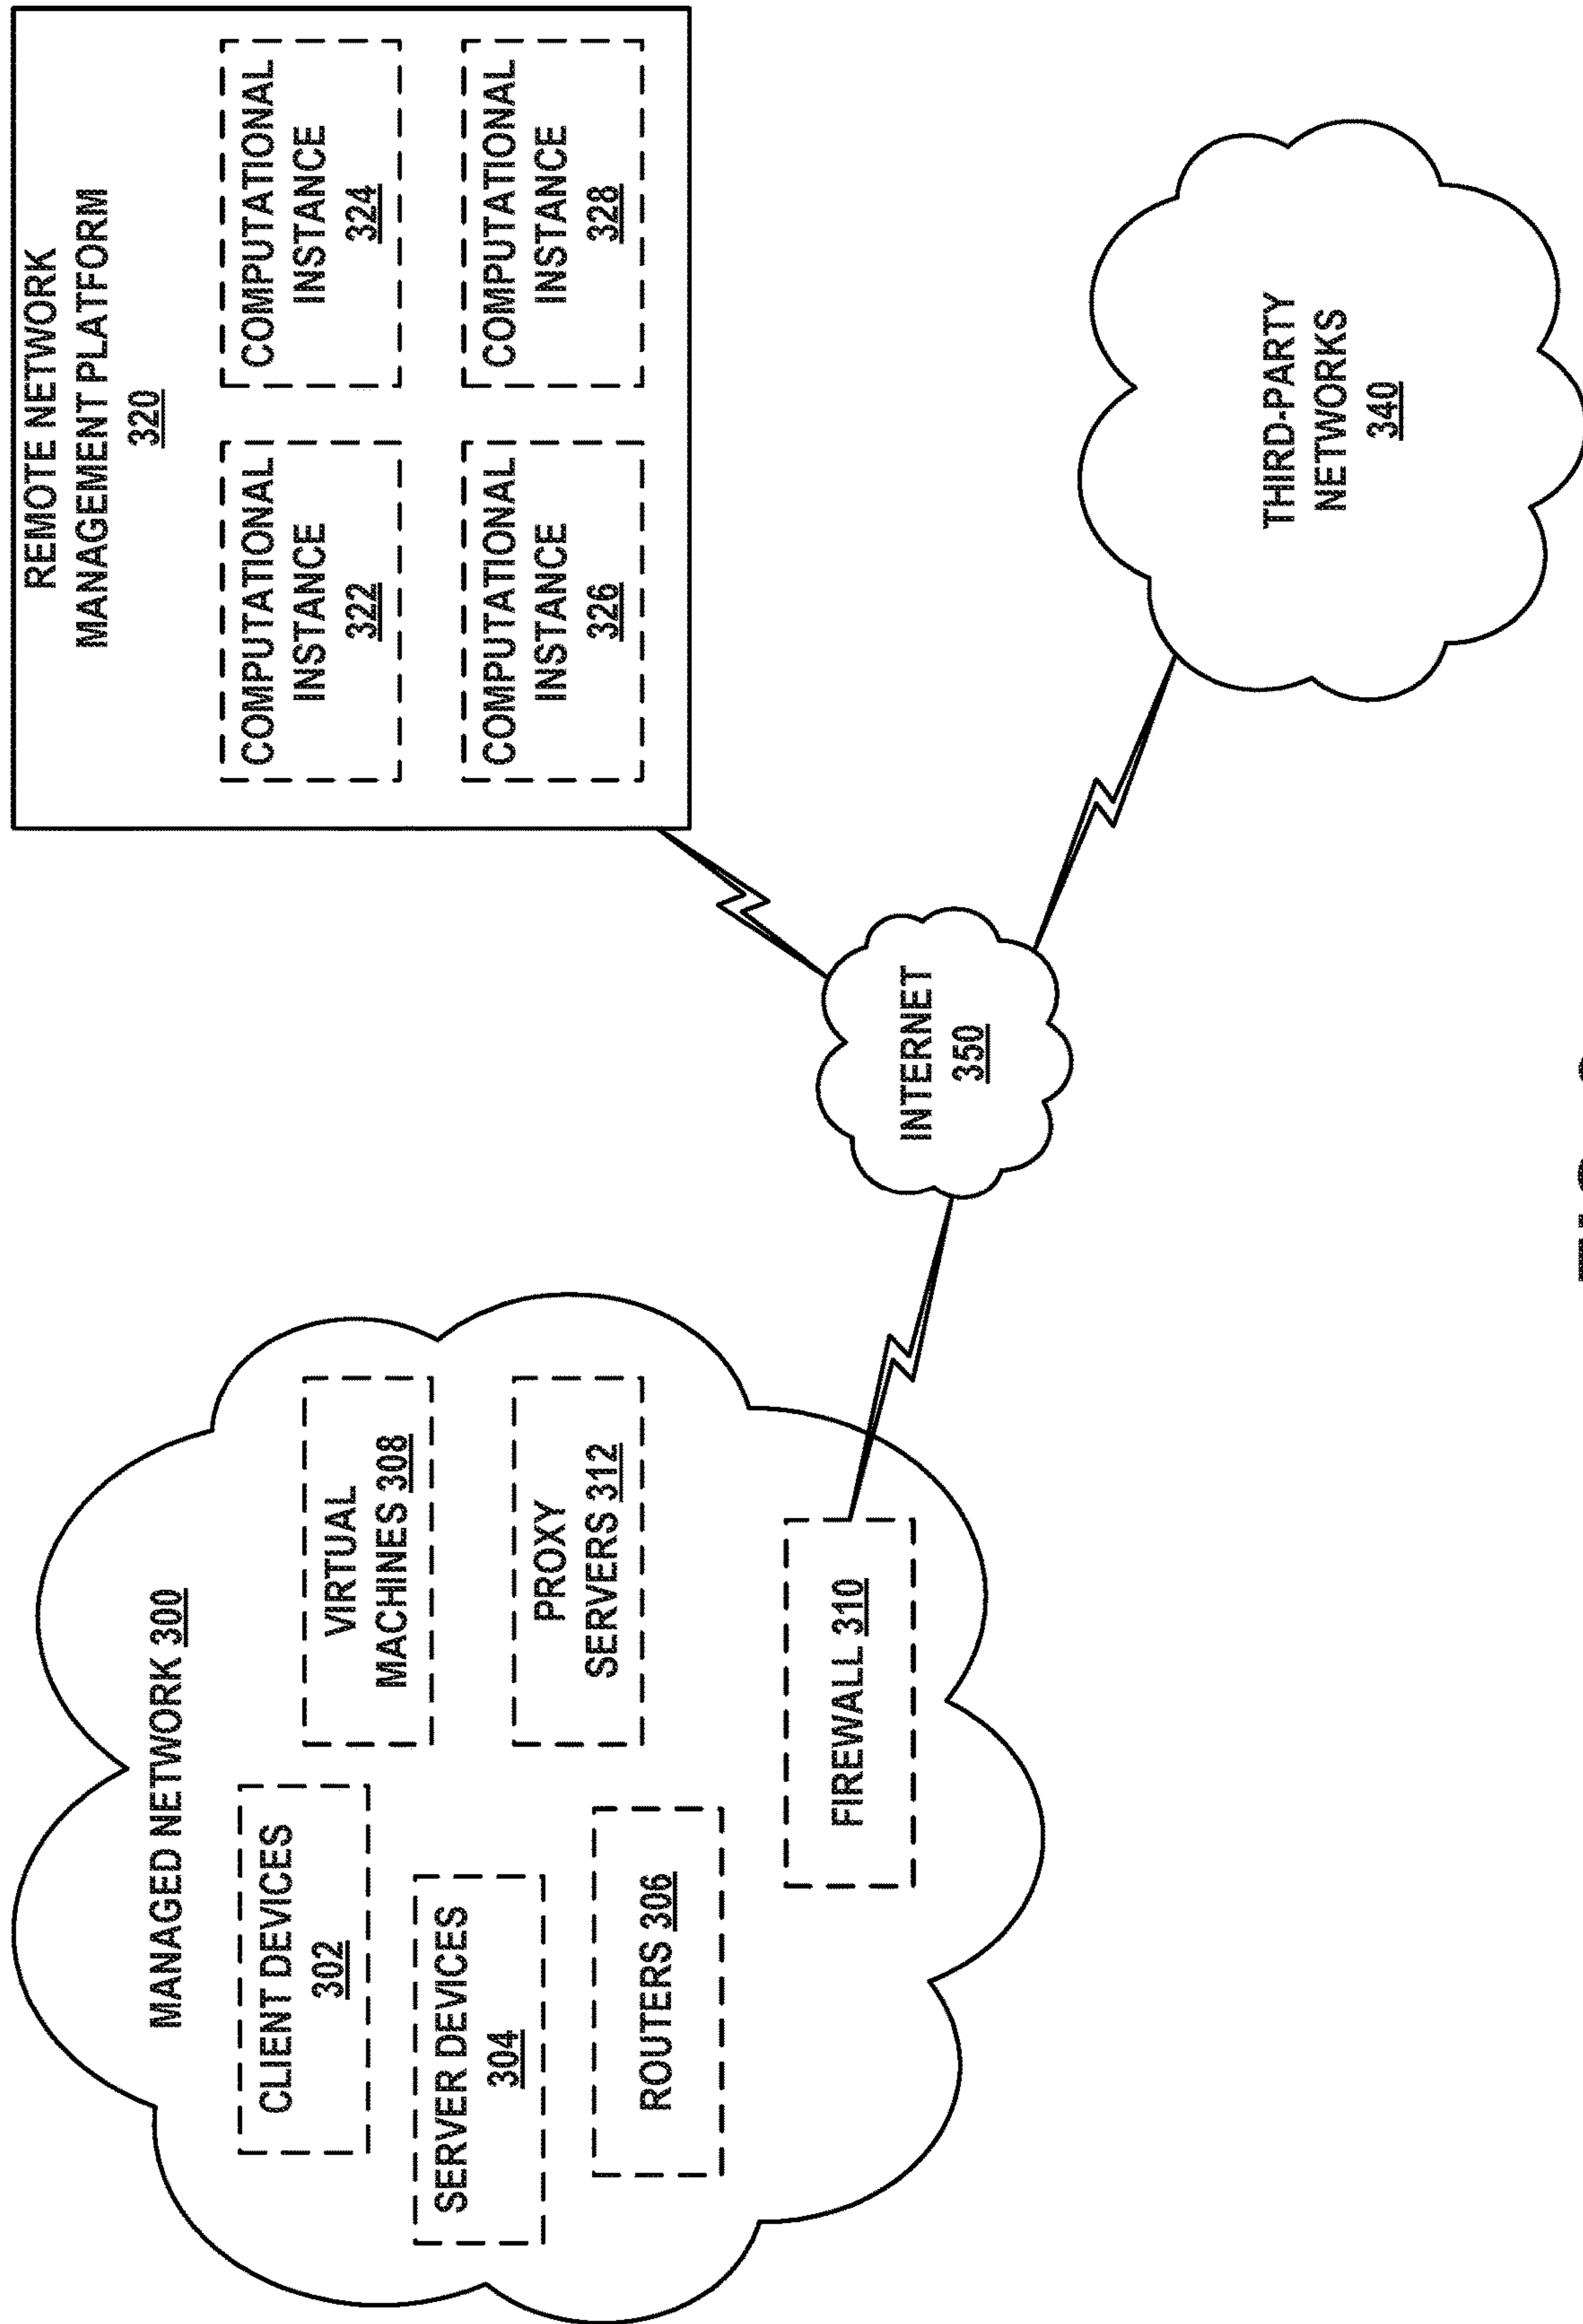 MANAGED NETWORK 300
CLIENT DEVICES
302
SERVER DEVICES
304
ROUTERS 306
VIRTUAL
MACHINES 308
PROXY
SERVERS 312
FIREWALL 310
INTERNET
350
REMOTE NETWORK
MANAGEMENT PLATFORM
320
COMPUTATIONAL
INSTANCE
322
COMPUTATIONAL
INSTANCE
324
COMPUTATIONAL
INSTANCE
326
COMPUTATIONAL
INSTANCE
328
THIRD-PARTY
NETWORKS
340